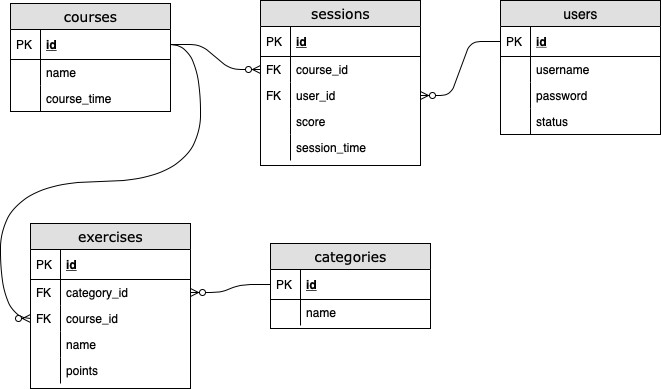 courses
PK id
name
course_time
sessions
PK id
FK course_id
FK user_id
score
session_time
users
PK id
username
password
status
exercises
PK id
FK category_id
FK course_id
name
points
categories
PK id
name